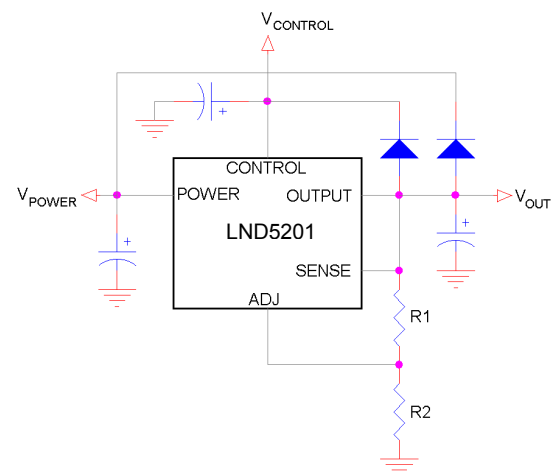 VCONTROL
CONTROL
VPOWER
POWER
OUTPUT
VOUT
LND5201
SENSE
ADJ
R1
R2
+
+
+